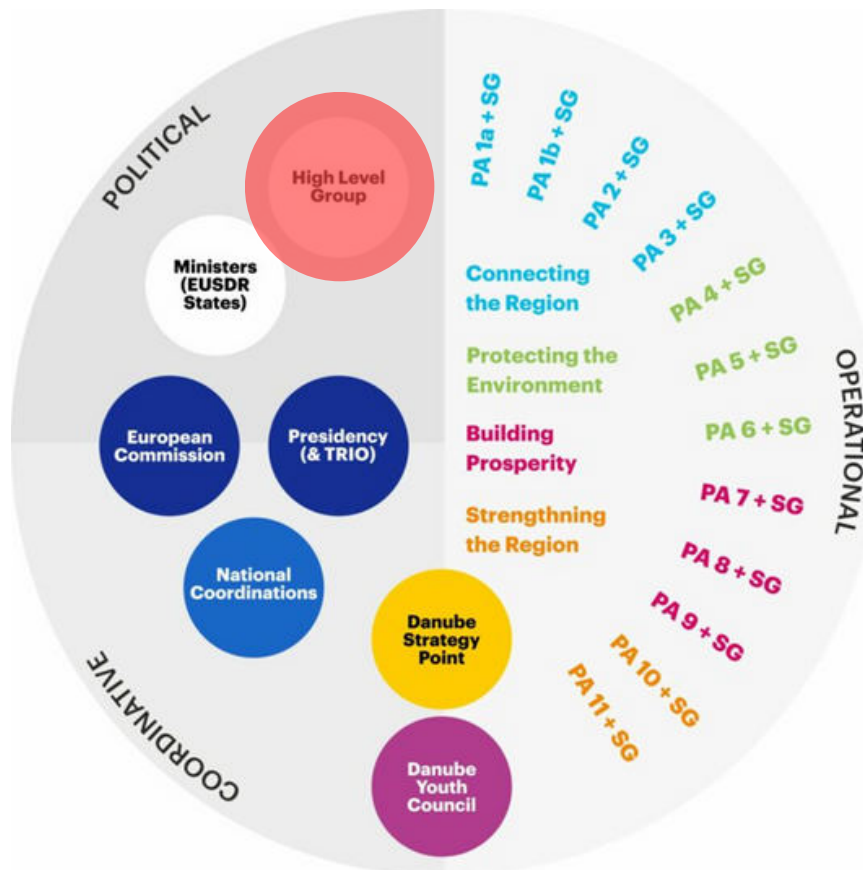 POLITICAL
High Level
Group
Ministers
(EUSDR
States)
European
Commission
Presidency
(& TRIO)
National
Coordinations
COORDINATIVE
Danube
Strategy
Point
Danube
Youth
Council
Connecting
the Region
Protecting the
Environment
Building
Prosperity
Strengthning
the Region
PA 1a + SG
PA 1b + SG
PA 2 + SG
PA 3 + SG
PA 4 + SG
PA 5 + SG
PA 6 + SG
PA 7 + SG
PA 8 + SG
PA 9 + SG
PA 10 + SG
PA 11 + SG
OPERATIONAL